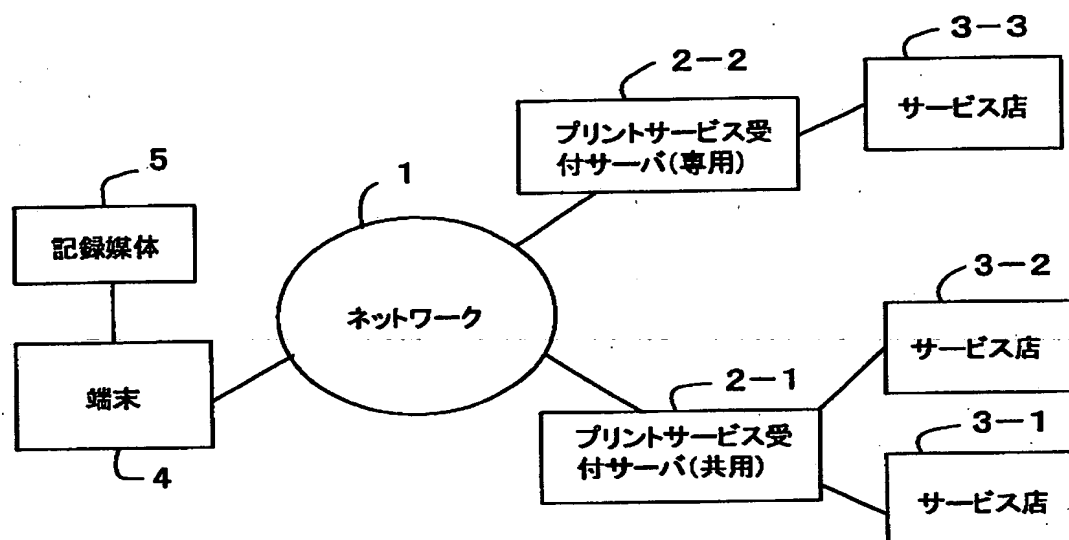 3-3
サービス店
2-2
プリントサービス受
付サーバ(専用)
5
記録媒体
1
ネットワーク
端末
4
3-2
サービス店
2-1
プリントサービス受
付サーバ(共用)
3-1
サービス店